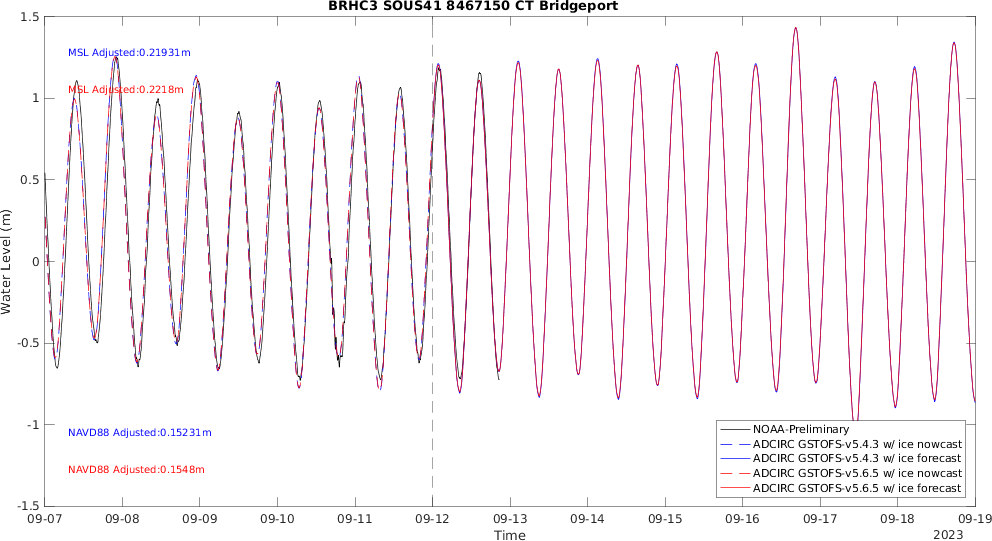 BRHC3 SOUS41 8467150 CT Bridgeport
Water Level (m)
1.5
1
0.5
0
-0.5
-1
-1.5
MSL Adjusted:0.21931m
MSL Adjusted:0.2218m
NAVD88 Adjusted:0.15231m
NAVD88 Adjusted:0.1548m
NOAA-Preliminary
ADCIRC GSTOFS-v5.4.3 w/ ice nowcast
ADCIRC GSTOFS-v5.4.3 w/ ice forecast
ADCIRC GSTOFS-v5.6.5 w/ ice nowcast
ADCIRC GSTOFS-v5.6.5 w/ ice forecast
09-07 09-08 09-09 09-10 09-11 09-12 09-13 09-14 09-15 09-16 09-17 09-18 09-19
Time
2023